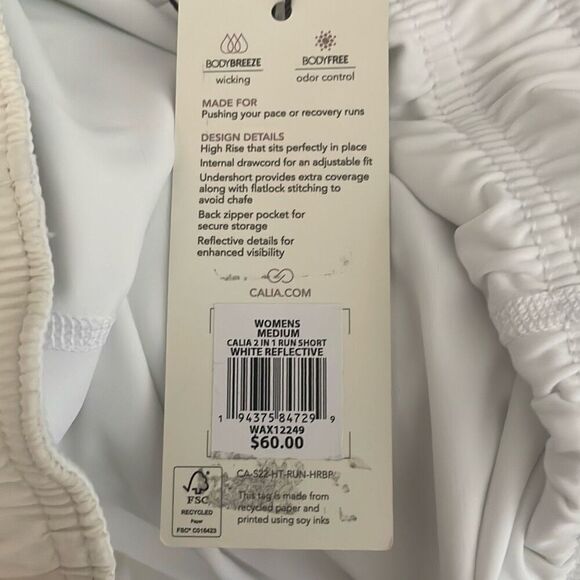 BODYBREEZE BODYFREE
wicking odor control
MADE FOR
Pushing your pace or recovery runs
DESIGN DETAILS
High Rise that sits perfectly in place
Internal drawcord for an adjustable fit
Undershort provides extra coverage
along with flatlock stitching to
avoid chafe
Back zipper pocket for
secure storage
Reflective details for
enhanced visibility
CALIA.COM
WOMENS
MEDIUM
CALIA 2 IN 1 RUN SHORT
WHITE REFLECTIVE
1 94375 84729 9
WAX12249
$60.00
CA-S22-HT-RUN-HRBP
FSC
RECYCLED
Paper
FSC® C016423
This tag is made from
recycled paper and
printed using soy inks